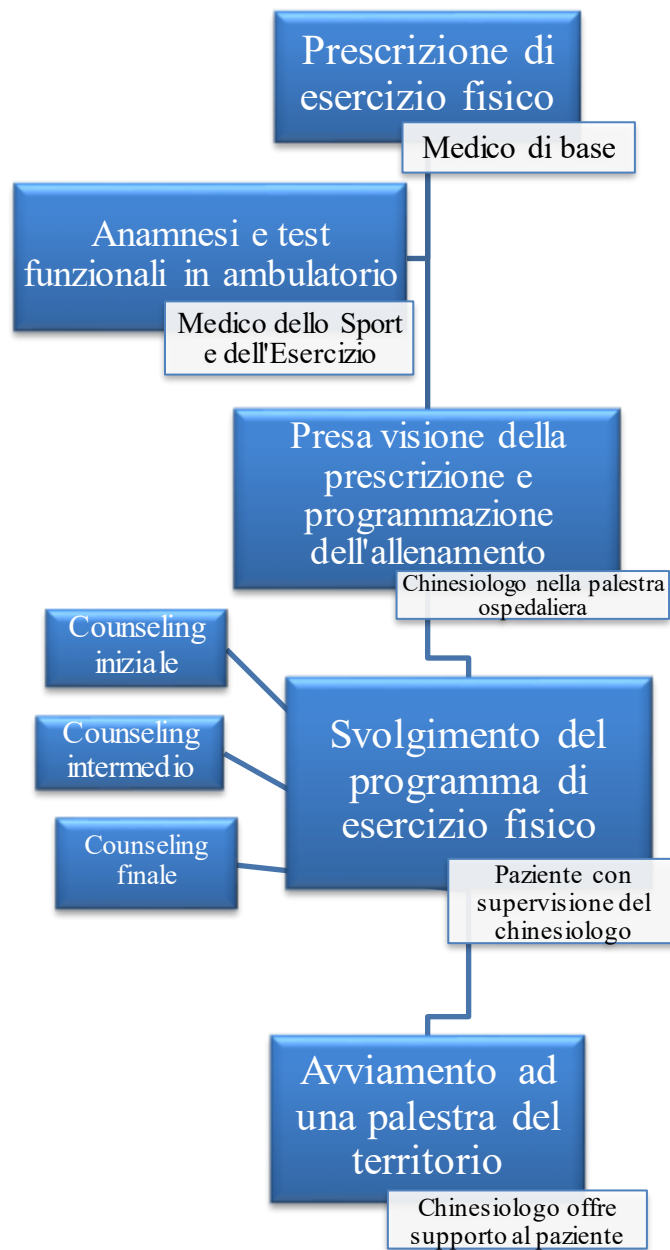 Prescrizione di
esercizio fisico
Medico di base
Anamnesi e test
funzionali in ambulatorio
Medico dello Sport
e dell'Esercizio
Presa visione della
prescrizione e
programmazione
dell'allenamento
Chinesiologo nella palestra
ospedaliera
Counseling
iniziale
Counseling
intermedio
Counseling
finale
Svolgimento del
programma di
esercizio fisico
Paziente con
supervisione del
chinesiologo
Avviamento ad
una palestra del
territorio
Chinesiologo offre
supporto al paziente